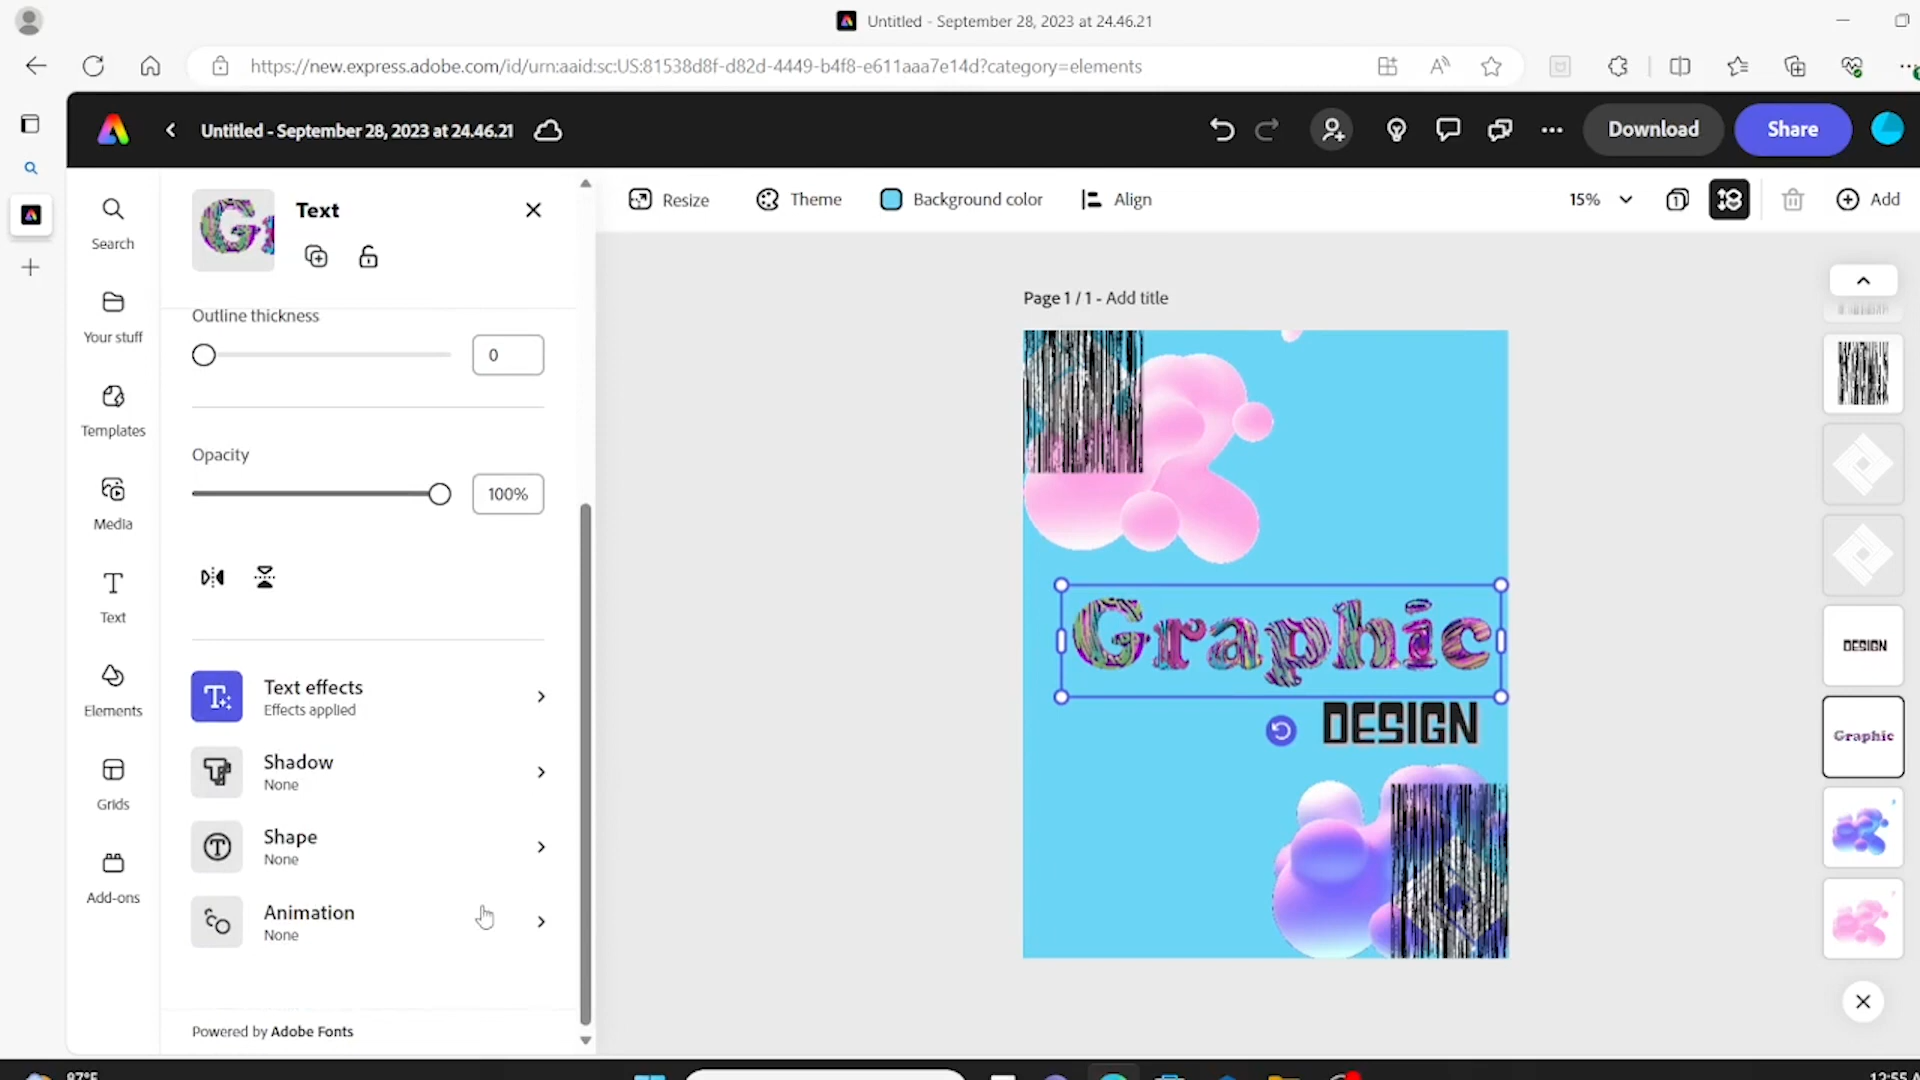 Untitled - September 28, 2023 at 24.46.21
https://new.express.adobe.com/id/urn:aaid:sc:US:81538d8f-d82d-4449-b4f8-e611aaa7e14d?category=elements
Untitled - September 28, 2023 at 24.46.21
Download
Share
Search
Your stuff
Templates
Media
Text
Elements
Grids
Add-ons
Text
Outline thickness
0
Opacity
100%
Text effects
Effects applied
Shadow
None
Shape
None
Animation
None
Powered by Adobe Fonts
Resize
Theme
Background color
Align
15%
1
Add
Page 1 / 1 - Add title
Graphic
DESIGN
DESIGN
Graphic
87°F